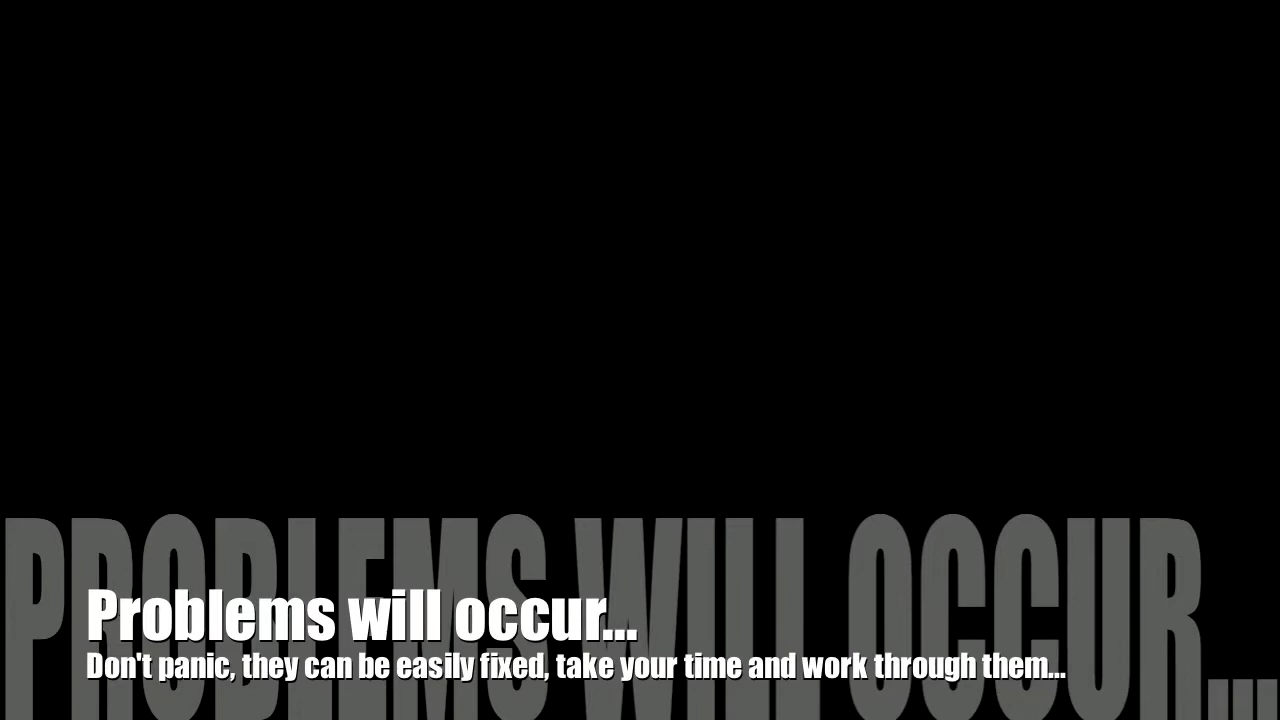 PROBLEMS WILL OCCUR...
Problems will occur...
Don't panic, they can be easily fixed, take your time and work through them...